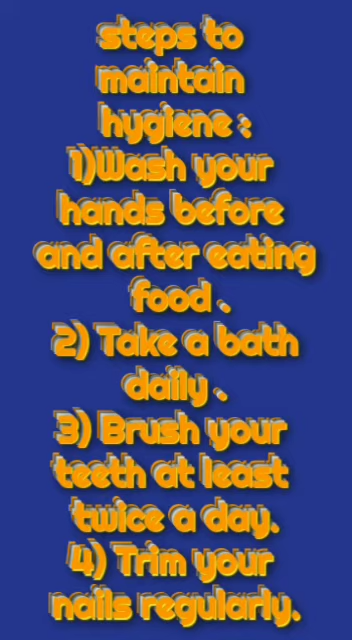 steps to
maintain
hygiene :
1)Wash your
hands before
and after eating
food .
2) Take a bath
daily .
3) Brush your
teeth at least
twice a day.
4) Trim your
nails regularly.